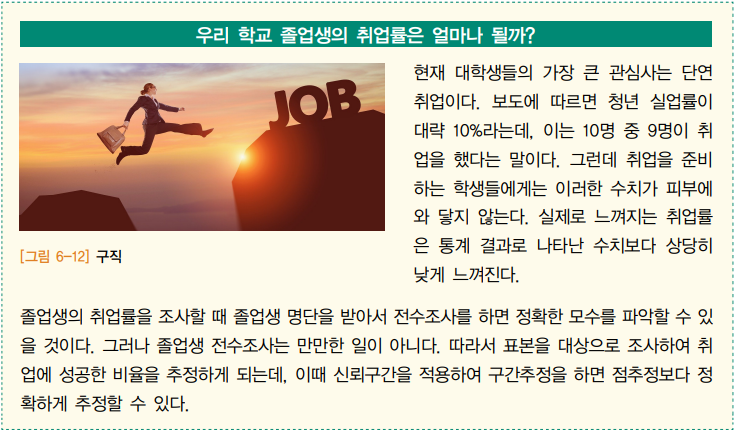 우리 학교 졸업생의 취업률은 얼마나 될까?
JOB
[그림 6-12] 구직
현재 대학생들의 가장 큰 관심사는 단연
취업이다. 보도에 따르면 청년 실업률이
대략 10%라는데, 이는 10명 중 9명이 취
업을 했다는 말이다. 그런데 취업을 준비
하는 학생들에게는 이러한 수치가 피부에
와 닿지 않는다. 실제로 느껴지는 취업률
은 통계 결과로 나타난 수치보다 상당히
낮게 느껴진다.
졸업생의 취업률을 조사할 때 졸업생 명단을 받아서 전수조사를 하면 정확한 모수를 파악할 수 있
을 것이다. 그러나 졸업생 전수조사는 만만한 일이 아니다. 따라서 표본을 대상으로 조사하여 취
업에 성공한 비율을 추정하게 되는데, 이때 신뢰구간을 적용하여 구간추정을 하면 점추정보다 정
확하게 추정할 수 있다.